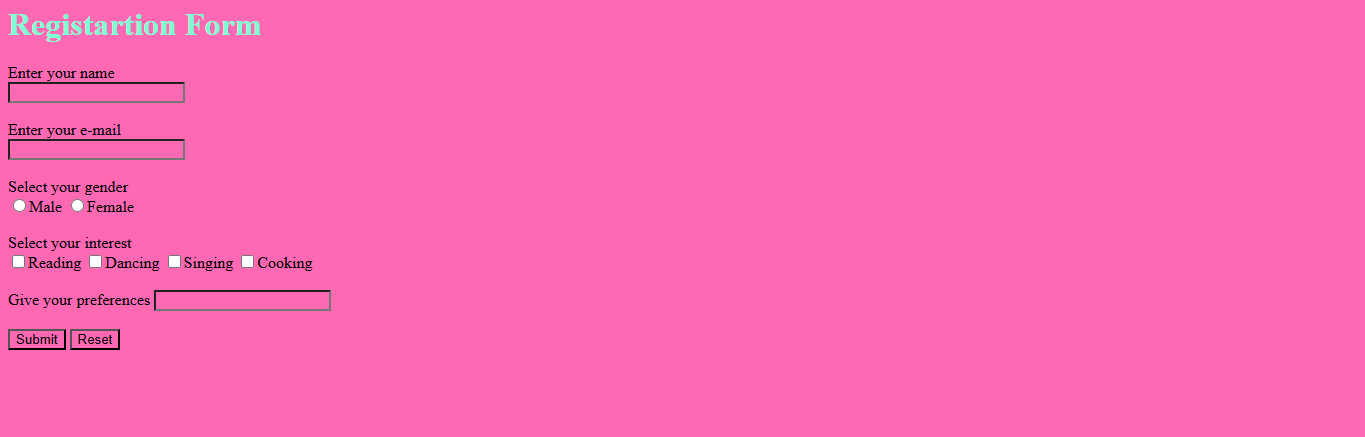 Registartion Form
Enter your name
Enter your e-mail
Select your gender
Male Female
Select your interest
Reading Dancing Singing Cooking
Give your preferences
Submit Reset